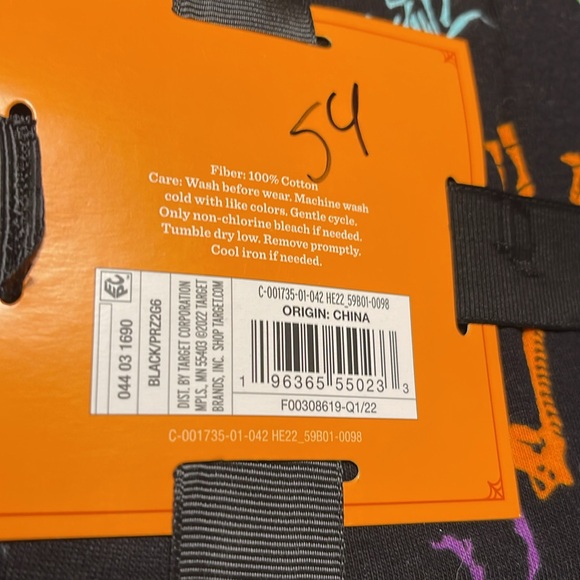 54
Fiber: 100% Cotton
Care: Wash before wear. Machine wash
cold with like colors. Gentle cycle.
Only non-chlorine bleach if needed.
Tumble dry low. Remove promptly.
Cool iron if needed.
044 03 1690
BLACK/PRZ2G6
DIST. BY TARGET CORPORATION
MPLS., MN 55403 ©2022 TARGET
BRANDS, INC. SHOP TARGET.COM
C-001735-01-042 HE22_59B01-0098
ORIGIN: CHINA
1 96365 55023 3
F00308619-Q1/22
C-001735-01-042 HE22_59B01-0098